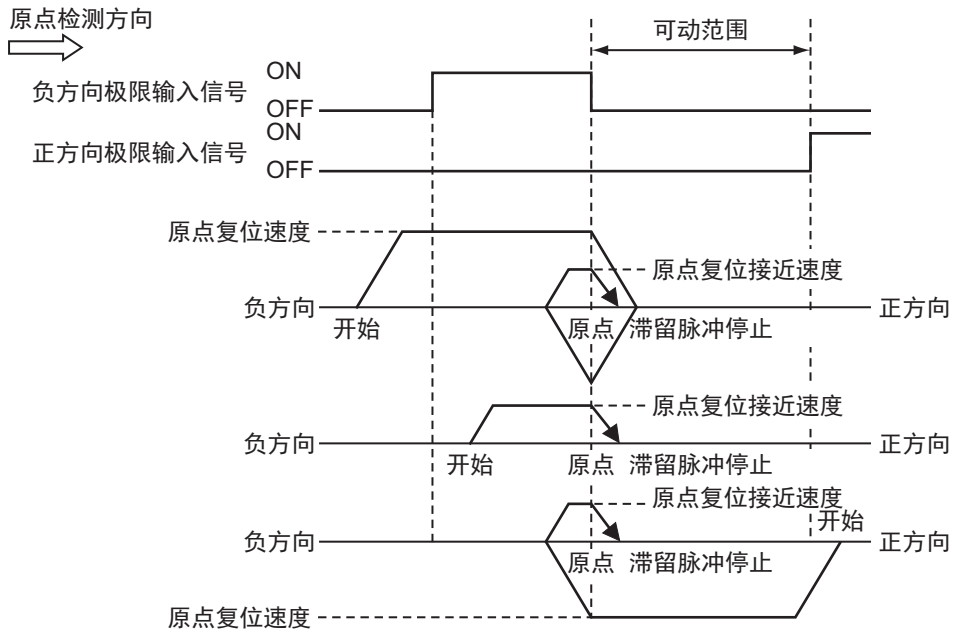 原点检测方向
可动范围
ON
负方向极限输入信号
OFF
ON
正方向极限输入信号
OFF
原点复位速度
原点复位接近速度
负方向
正方向
开始
原点 滞留脉冲停止
原点复位接近速度
负方向
正方向
开始
原点 滞留脉冲停止
原点复位接近速度
开始
负方向
正方向
原点 滞留脉冲停止
原点复位速度